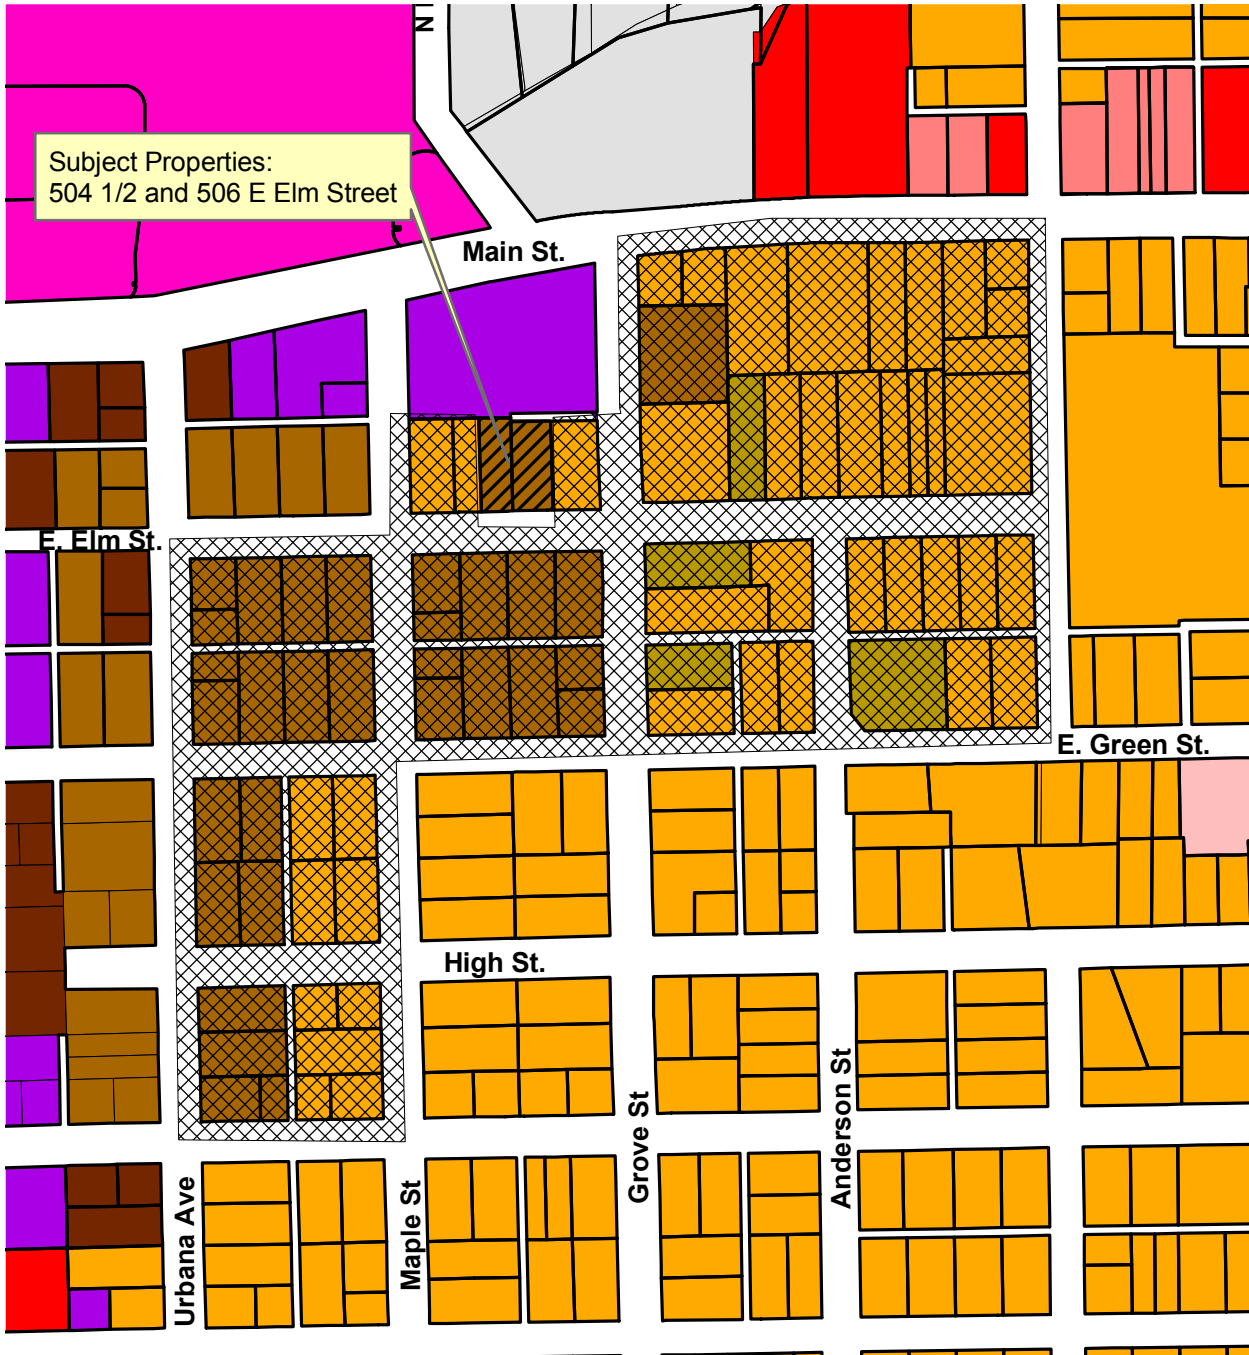 N
Subject Properties:
504 1/2 and 506 E Elm Street
Main St.
E. Elm St.
E. Green St.
High St.
Grove St
Anderson St
Urbana Ave
Maple St